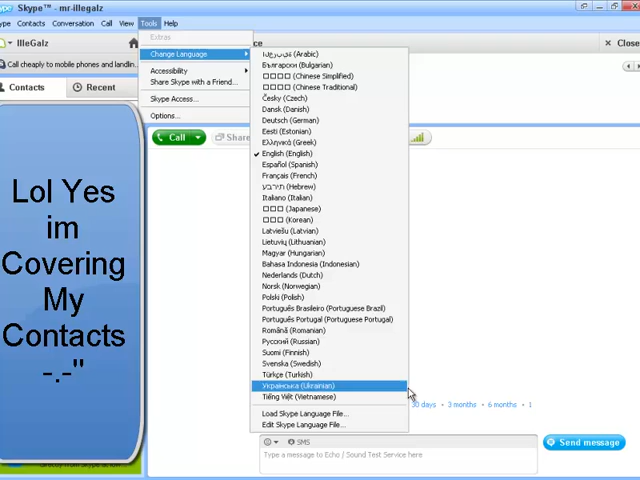 Skype™ - mr-illegalz
Contacts Conversation Call View Tools Help
IlleGalz
Close
Call cheaply to mobile phones and landlin...
Contacts
Recent
Lol Yes
im
Covering
My
Contacts
-.-"
Extras
Change Language
Accessibility
Share Skype with a Friend...
Skype Access...
Options...
Български (Bulgarian)
□□□□ (Chinese Simplified)
□□□□ (Chinese Traditional)
Česky (Czech)
Dansk (Danish)
Deutsch (German)
Eesti (Estonian)
Ελληνικά (Greek)
English (English)
Español (Spanish)
Français (French)
עברית (Hebrew)
Italiano (Italian)
□□□ (Japanese)
□□□ (Korean)
Latviešu (Latvian)
Lietuvių (Lithuanian)
Magyar (Hungarian)
Bahasa Indonesia (Indonesian)
Nederlands (Dutch)
Norsk (Norwegian)
Polski (Polish)
Português Brasileiro (Portuguese Brazil)
Português Portugal (Portuguese Portugal)
Română (Romanian)
Русский (Russian)
Suomi (Finnish)
Svenska (Swedish)
Türkçe (Turkish)
Українська (Ukrainian)
Tiếng Việt (Vietnamese)
Load Skype Language File...
Edit Skype Language File...
Call
Share
30 days • 3 months • 6 months • 1
SMS
Type a message to Echo / Sound Test Service here
Send message
directly from Skype action